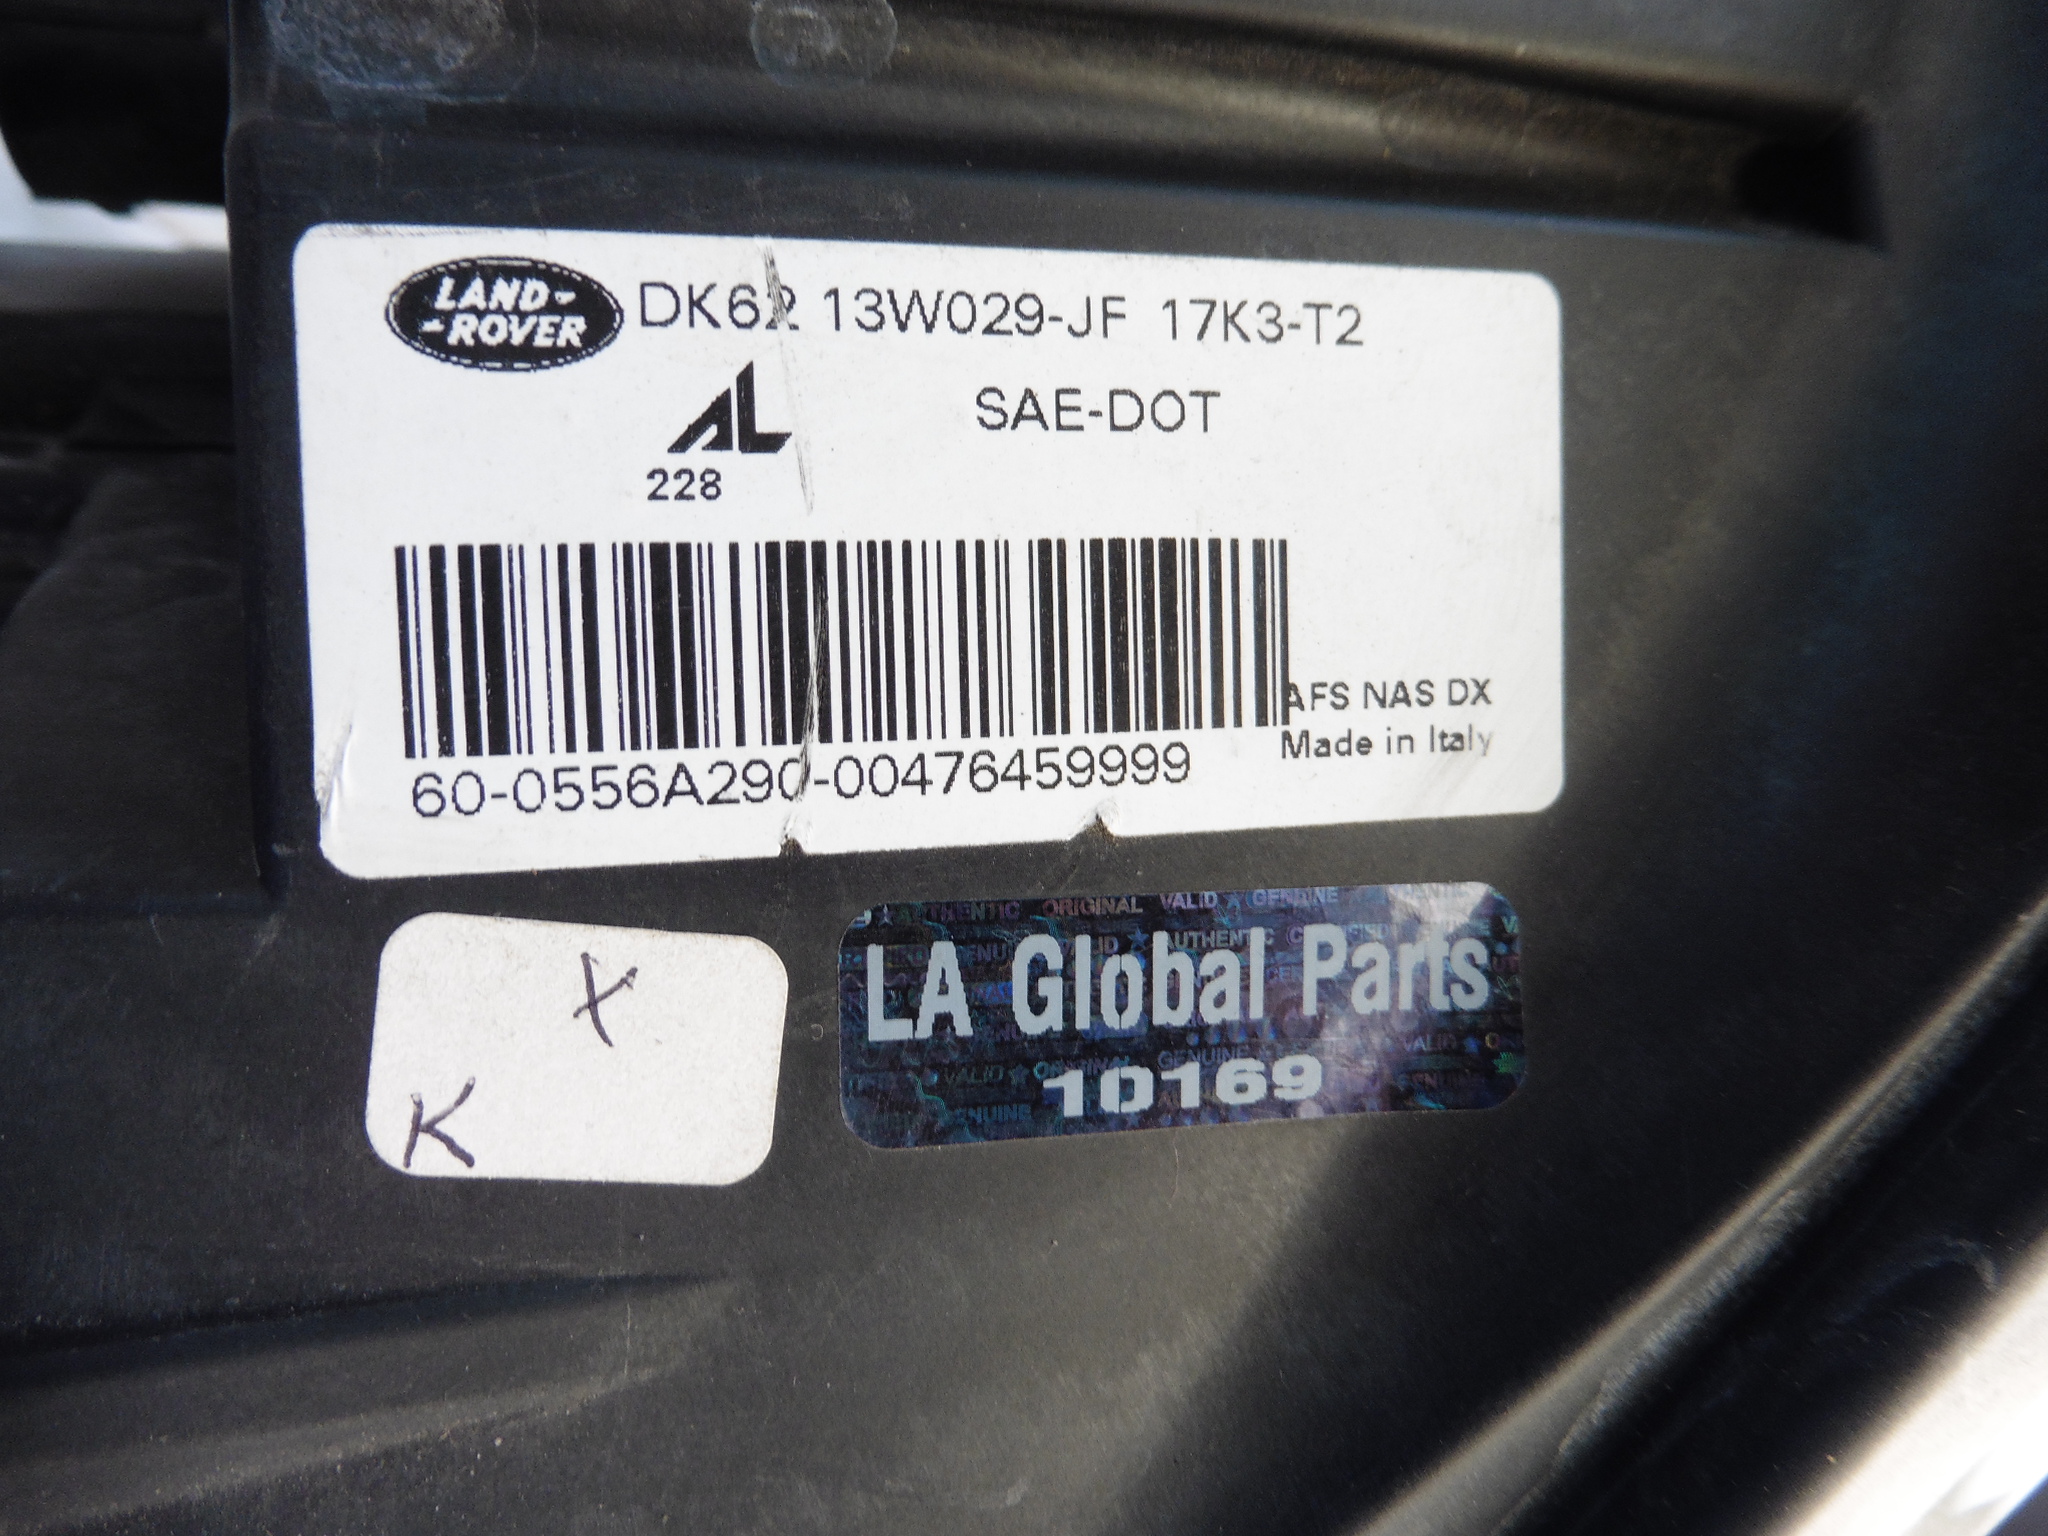 LAND-
-ROVER
DK62 13W029-JF 17K3-T2
AL
SAE-DOT
228
AFS NAS DX
Made in Italy
60-0556A290-00476459999
X
K
AUTHENTIC ORIGINAL VALID GENUINE
LA Global Parts
10169